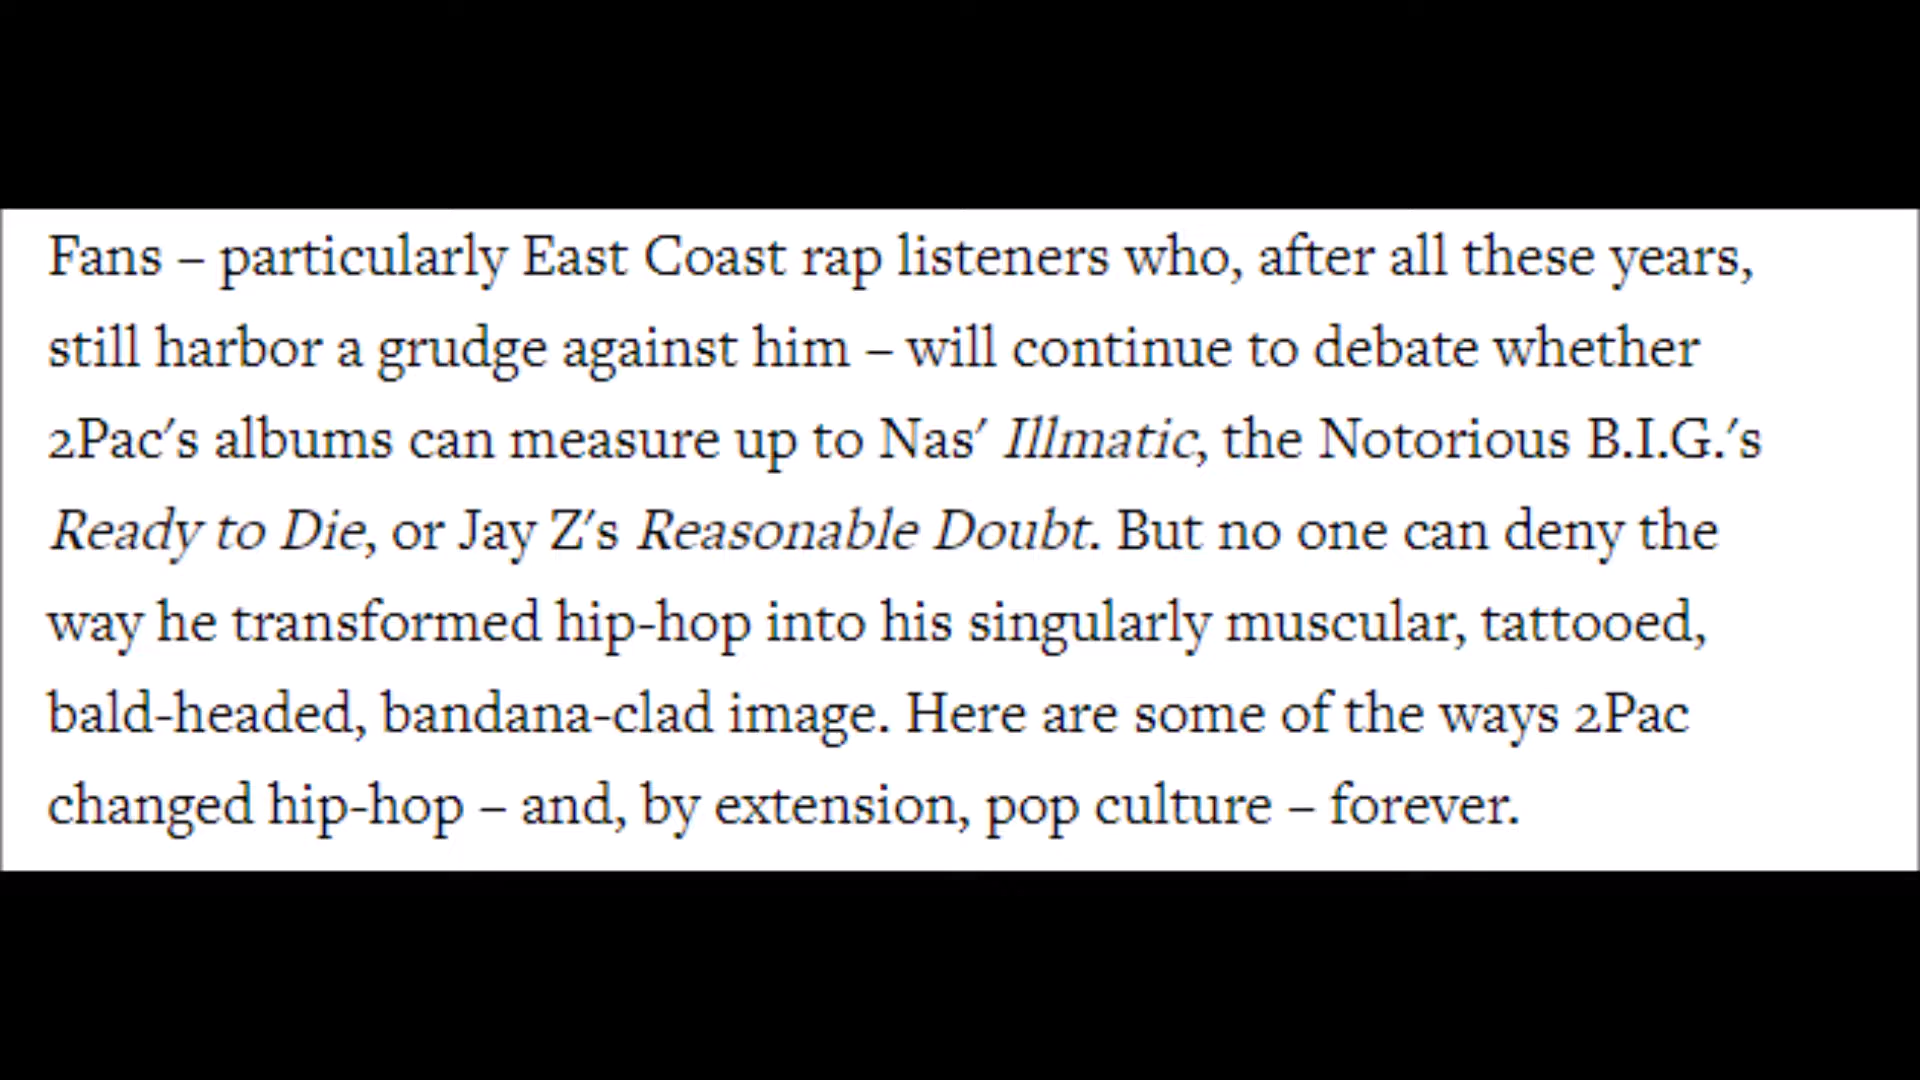 Fans – particularly East Coast rap listeners who, after all these years,
still harbor a grudge against him – will continue to debate whether
2Pac's albums can measure up to Nas' Illmatic, the Notorious B.I.G.'s
Ready to Die, or Jay Z's Reasonable Doubt. But no one can deny the
way he transformed hip-hop into his singularly muscular, tattooed,
bald-headed, bandana-clad image. Here are some of the ways 2Pac
changed hip-hop – and, by extension, pop culture – forever.